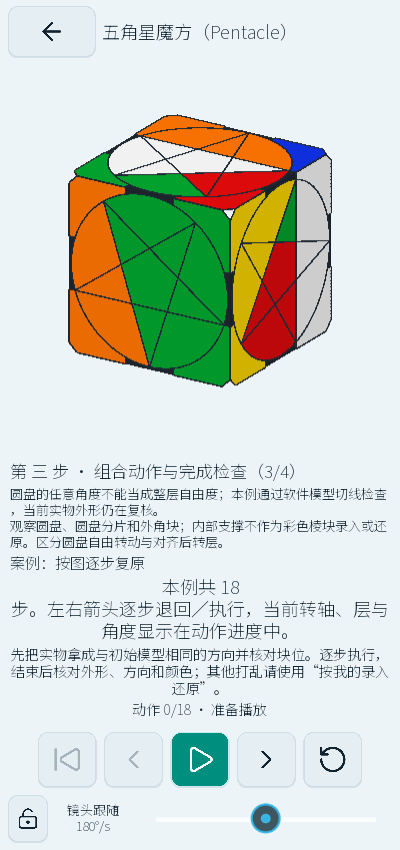 五角星魔方（Pentacle）
第 三 步 · 组合动作与完成检查（3/4）
圆盘的任意角度不能当成整层自由度；本例通过软件模型切线检查
，当前实物外形仍在复核。
观察圆盘、圆盘分片和外角块；内部支撑不作为彩色棱块录入或还
原。区分圆盘自由转动与对齐后转层。
案例：按图逐步复原
本例共 18
步。左右箭头逐步退回／执行，当前转轴、层与
角度显示在动作进度中。
先把实物拿成与初始模型相同的方向并核对块位。逐步执行，
结束后核对外形、方向和颜色；其他打乱请使用“按我的录入
还原”。
动作 0/18 · 准备播放
镜头跟随
180°/s